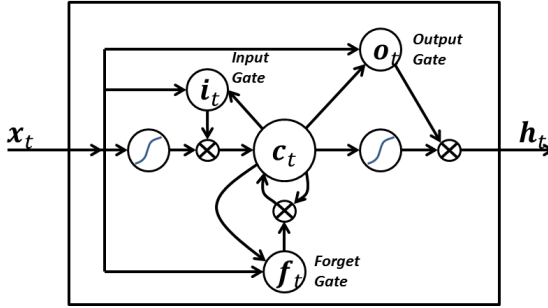 Input
Gate
o_t
Output
Gate
i_t
x_t
c_t
h_t
f_t
Forget
Gate